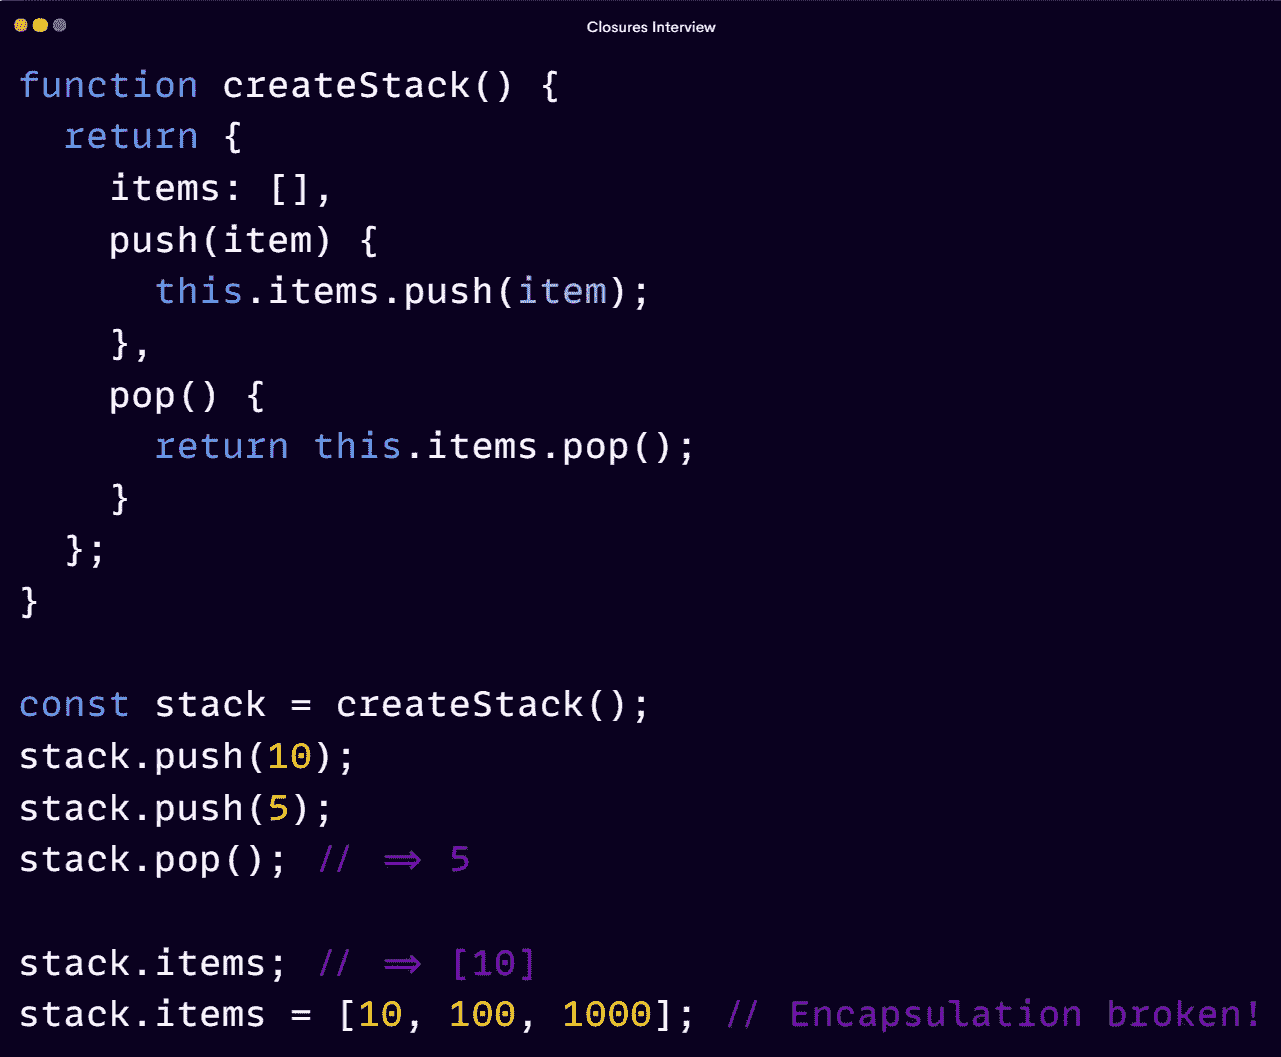 Closures Interview
function createStack() {
  return {
    items: [],
    push(item) {
      this.items.push(item);
    },
    pop() {
      return this.items.pop();
    }
  };
}
const stack = createStack();
stack.push(10);
stack.push(5);
stack.pop(); // => 5
stack.items; // => [10]
stack.items = [10, 100, 1000]; // Encapsulation broken!